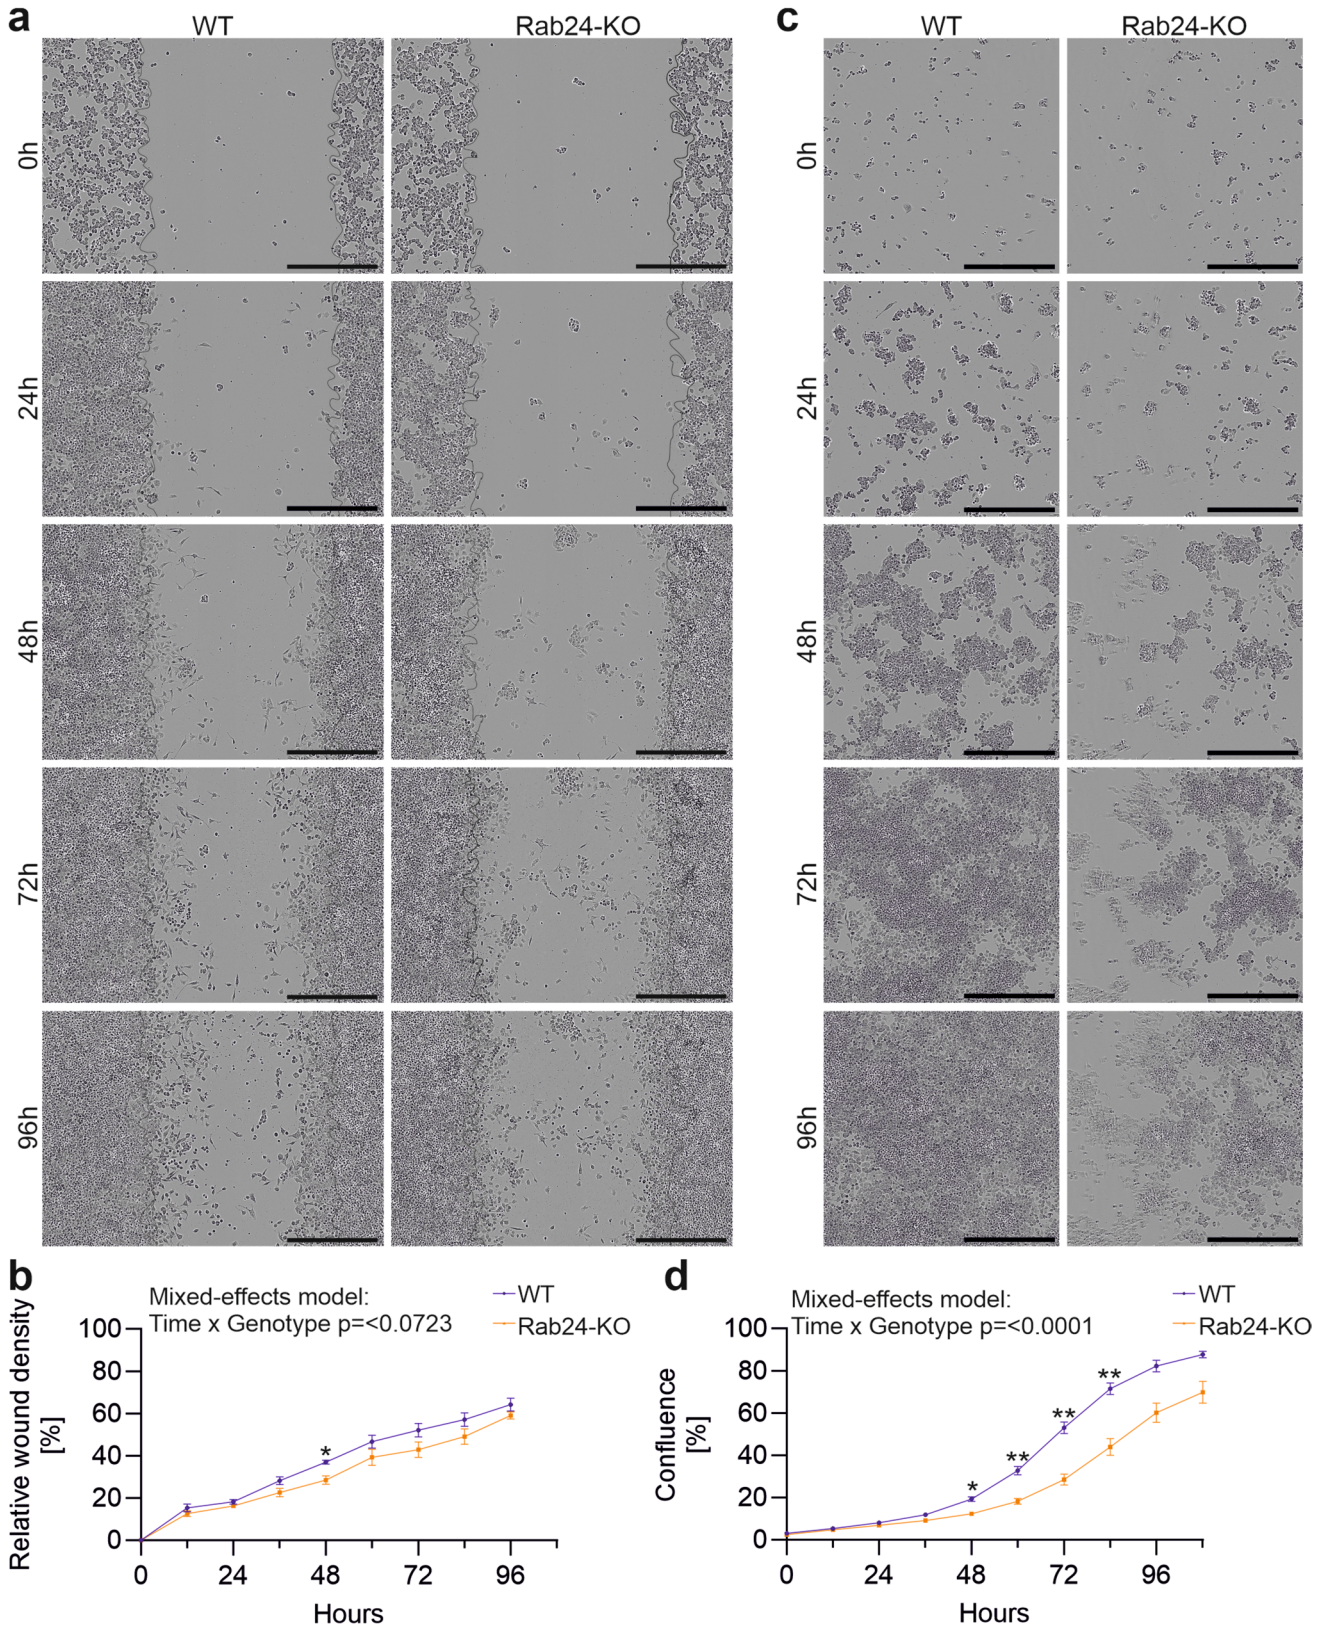 a
WT
Rab24-KO
0h
24h
48h
72h
96h
c
WT
Rab24-KO
0h
24h
48h
72h
96h
b
Mixed-effects model:
Time x Genotype p=<0.0723
WT
Rab24-KO
Relative wound density
[%]
100
80
60
40
20
0
*
0
24
48
72
96
Hours
d
Mixed-effects model:
Time x Genotype p=<0.0001
WT
Rab24-KO
Confluence
[%]
100
80
60
40
20
0
*
**
**
**
0
24
48
72
96
Hours